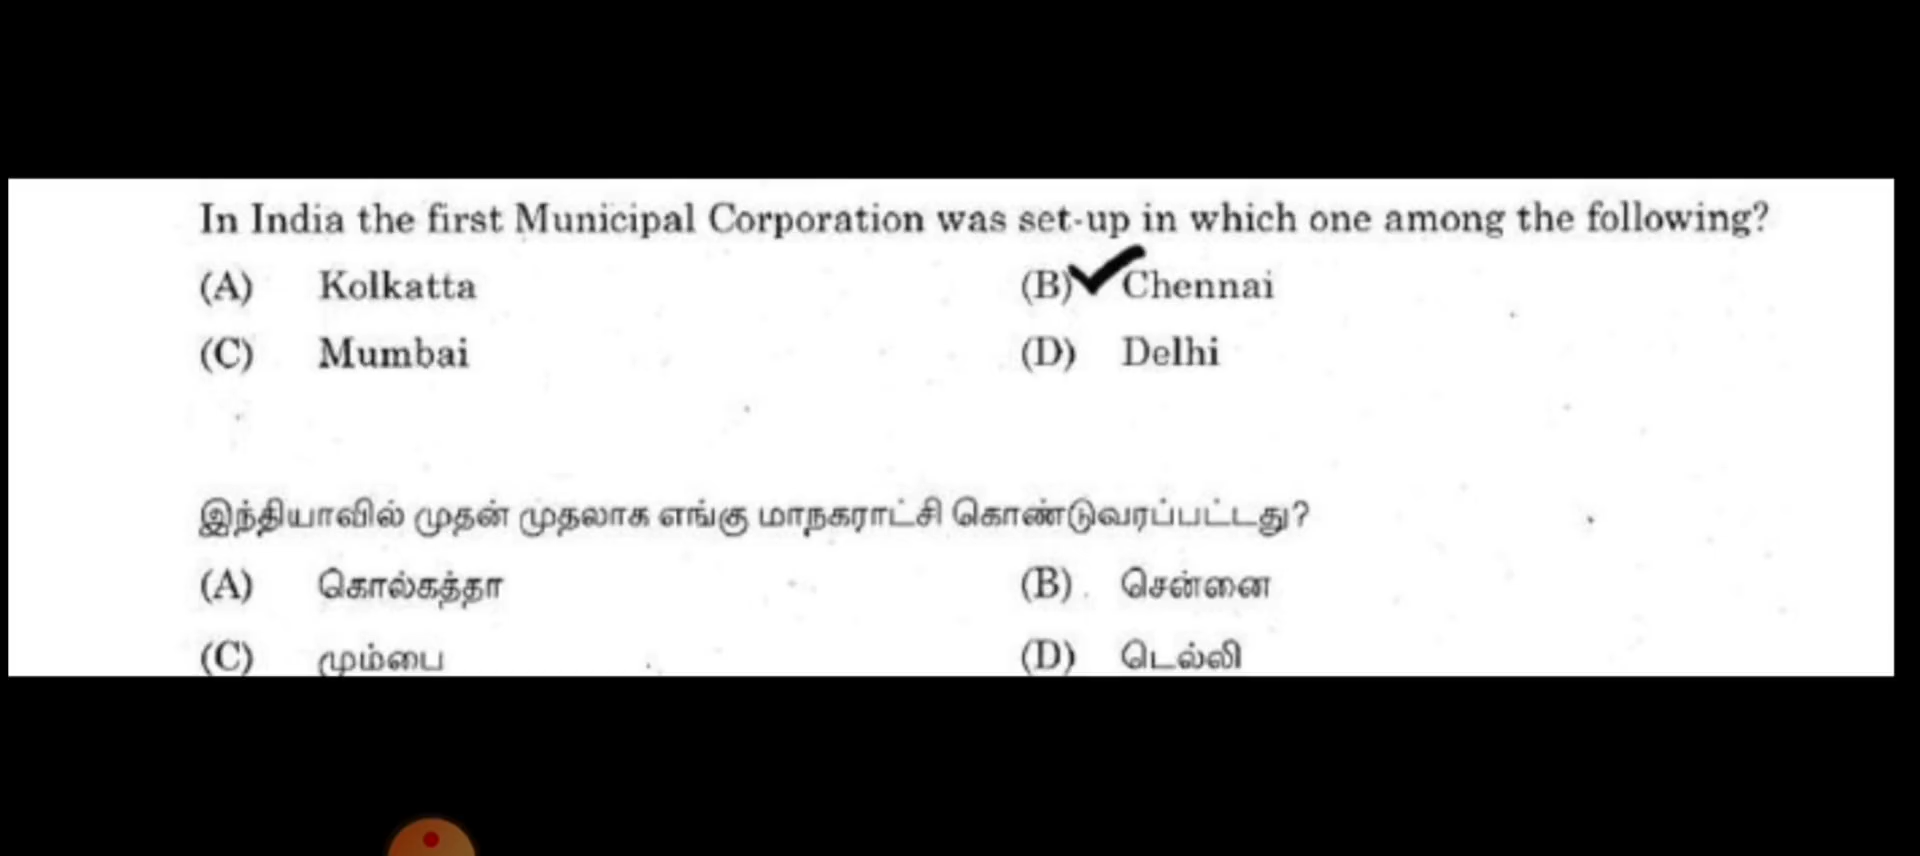 In India the first Municipal Corporation was set-up in which one among the following?
(A) Kolkatta (B) Chennai
(C) Mumbai (D) Delhi
இந்தியாவில் முதன் முதலாக எங்கு மாநகராட்சி கொண்டுவரப்பட்டது?
(A) கொல்கத்தா (B) . சென்னை
(C) மும்பை (D) டெல்லி